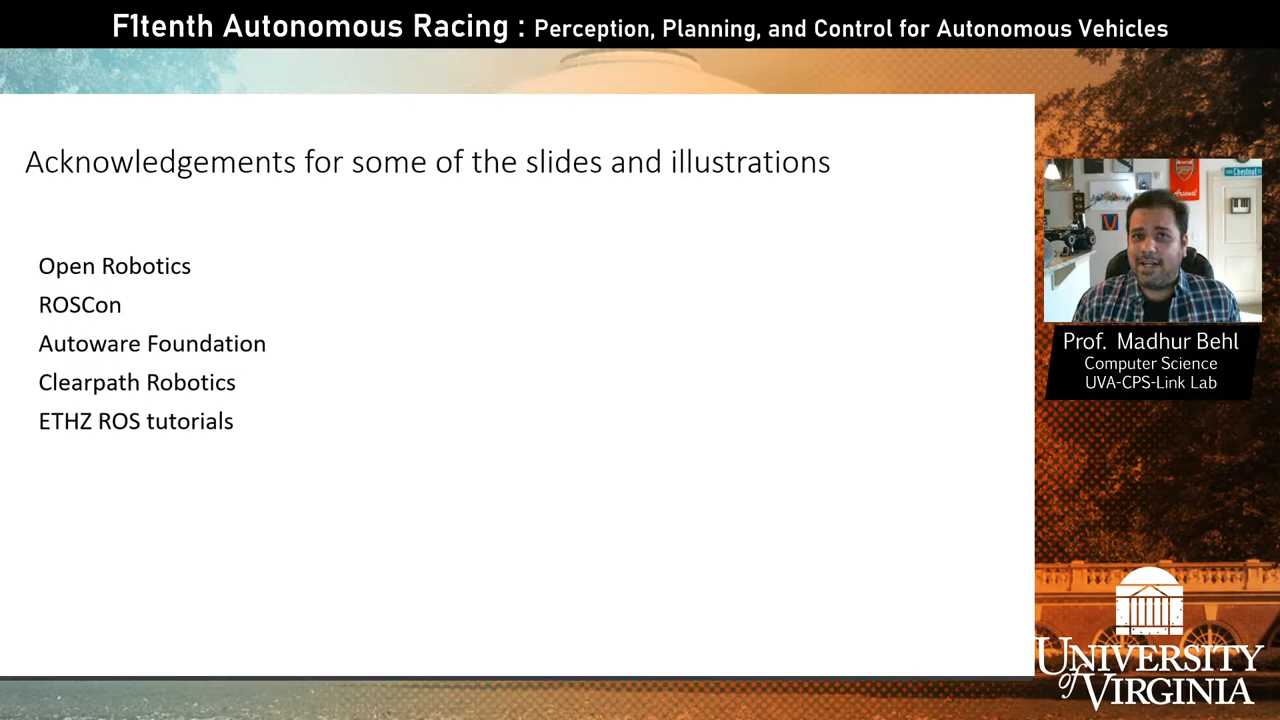 F1tenth Autonomous Racing : Perception, Planning, and Control for Autonomous Vehicles
Acknowledgements for some of the slides and illustrations
Open Robotics
ROSCon
Autoware Foundation
Clearpath Robotics
ETHZ ROS tutorials
Arsenal
Chestnut
Prof. Madhur Behl
Computer Science
UVA-CPS-Link Lab
UNIVERSITY
of VIRGINIA